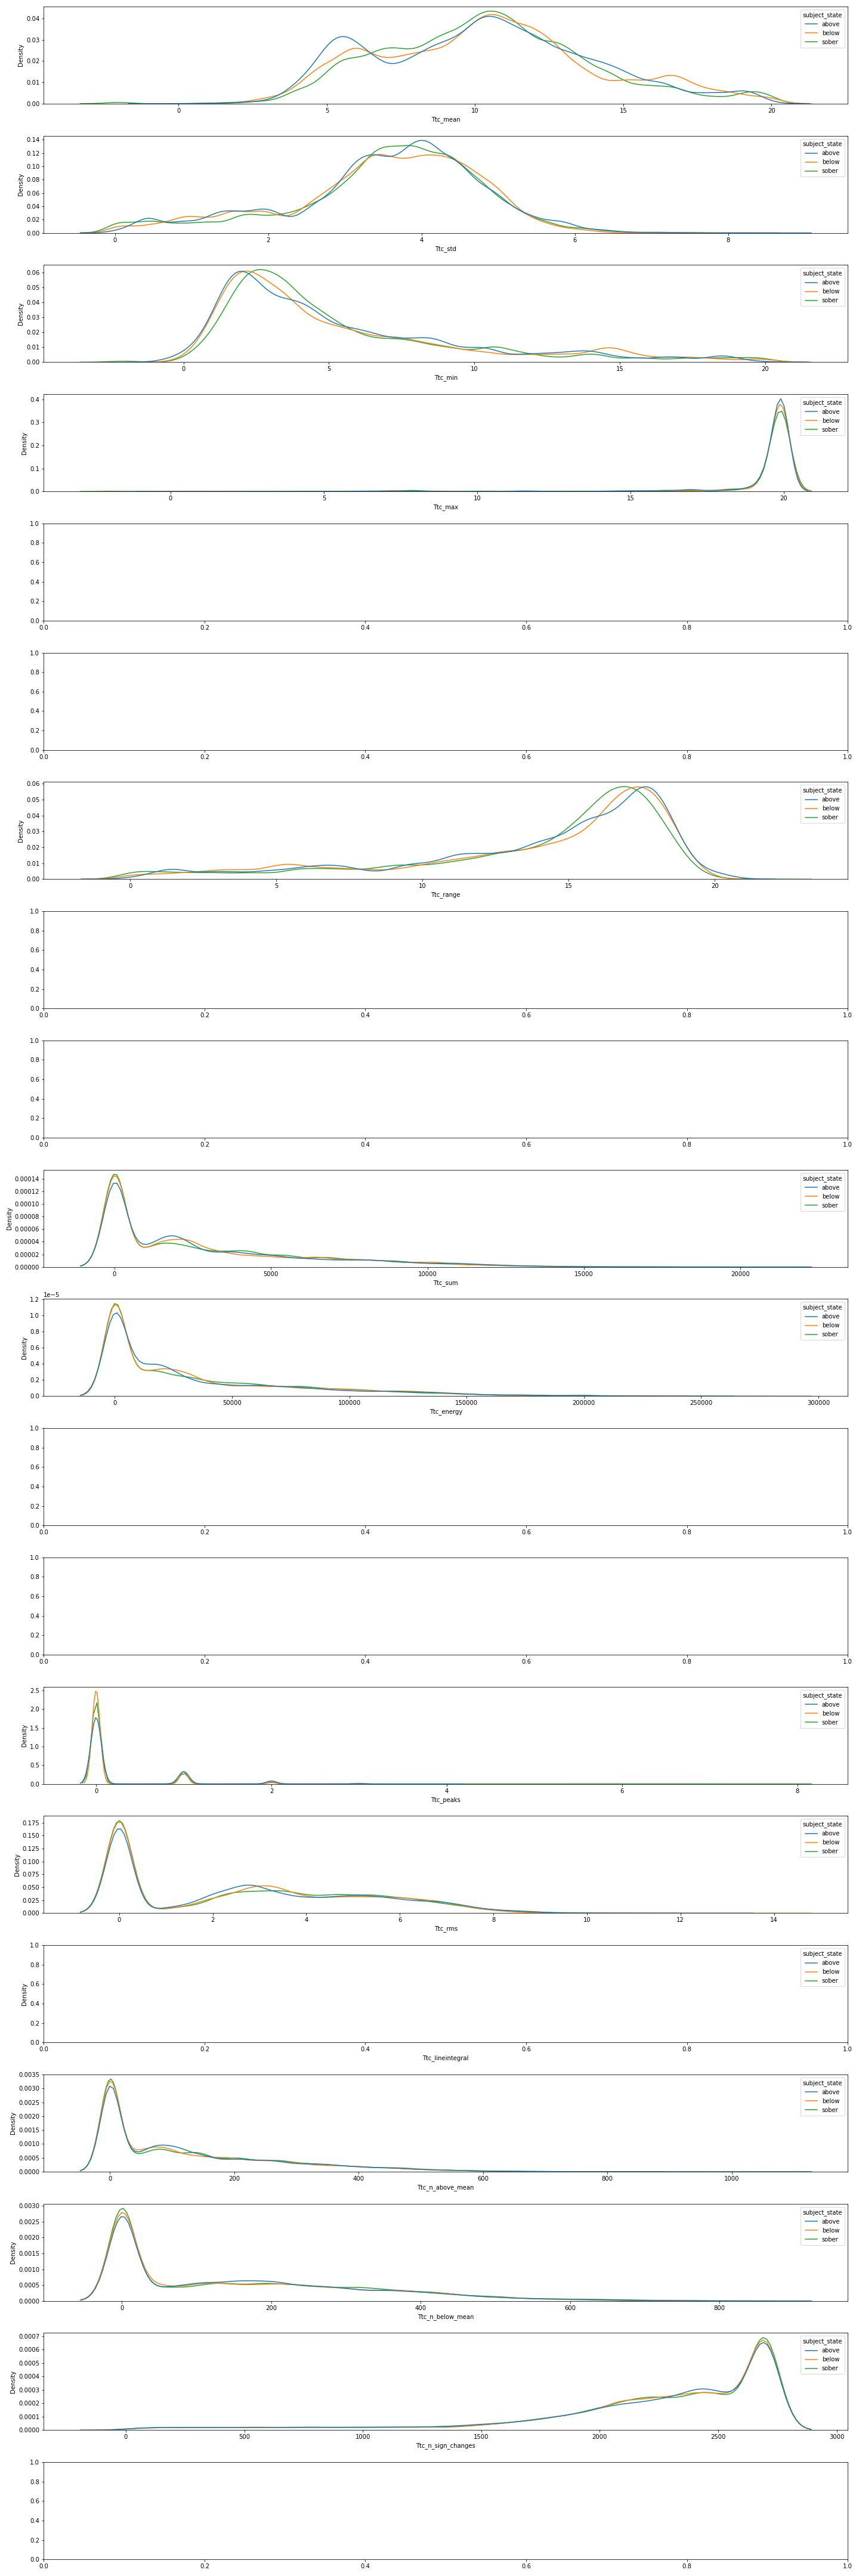 0.04
0.03
0.02
0.01
0.00
Density
subject_state
above
below
sober
0 5 10 15 20
Ttc_mean
0.14
0.12
0.10
0.08
0.06
0.04
0.02
0.00
Density
subject_state
above
below
sober
0 2 4 6 8
Ttc_std
0.06
0.05
0.04
0.03
0.02
0.01
0.00
Density
subject_state
above
below
sober
0 5 10 15 20
Ttc_min
0.4
0.3
0.2
0.1
0.0
Density
subject_state
above
below
sober
0 5 10 15 20
Ttc_max
1.0
0.8
0.6
0.4
0.2
0.0
0.0 0.2 0.4 0.6 0.8 1.0
1.0
0.8
0.6
0.4
0.2
0.0
0.0 0.2 0.4 0.6 0.8 1.0
0.06
0.05
0.04
0.03
0.02
0.01
0.00
Density
subject_state
above
below
sober
0 5 10 15 20
Ttc_range
1.0
0.8
0.6
0.4
0.2
0.0
0.0 0.2 0.4 0.6 0.8 1.0
1.0
0.8
0.6
0.4
0.2
0.0
0.0 0.2 0.4 0.6 0.8 1.0
0.00014
0.00012
0.00010
0.00008
0.00006
0.00004
0.00002
0.00000
Density
subject_state
above
below
sober
0 5000 10000 15000 20000
Ttc_sum
1e−5
1.2
1.0
0.8
0.6
0.4
0.2
0.0
Density
subject_state
above
below
sober
0 50000 100000 150000 200000 250000 300000
Ttc_energy
1.0
0.8
0.6
0.4
0.2
0.0
0.0 0.2 0.4 0.6 0.8 1.0
1.0
0.8
0.6
0.4
0.2
0.0
0.0 0.2 0.4 0.6 0.8 1.0
2.5
2.0
1.5
1.0
0.5
0.0
Density
subject_state
above
below
sober
0 2 4 6 8
Ttc_peaks
0.175
0.150
0.125
0.100
0.075
0.050
0.025
0.000
Density
subject_state
above
below
sober
0 2 4 6 8 10 12 14
Ttc_rms
1.0
0.8
0.6
0.4
0.2
0.0
Density
subject_state
above
below
sober
0.0 0.2 0.4 0.6 0.8 1.0
Ttc_lineintegral
0.0035
0.0030
0.0025
0.0020
0.0015
0.0010
0.0005
0.0000
Density
subject_state
above
below
sober
0 200 400 600 800 1000
Ttc_n_above_mean
0.0030
0.0025
0.0020
0.0015
0.0010
0.0005
0.0000
Density
subject_state
above
below
sober
0 200 400 600 800
Ttc_n_below_mean
0.0007
0.0006
0.0005
0.0004
0.0003
0.0002
0.0001
0.0000
Density
subject_state
above
below
sober
0 500 1000 1500 2000 2500 3000
Ttc_n_sign_changes
1.0
0.8
0.6
0.4
0.2
0.0
0.0 0.2 0.4 0.6 0.8 1.0